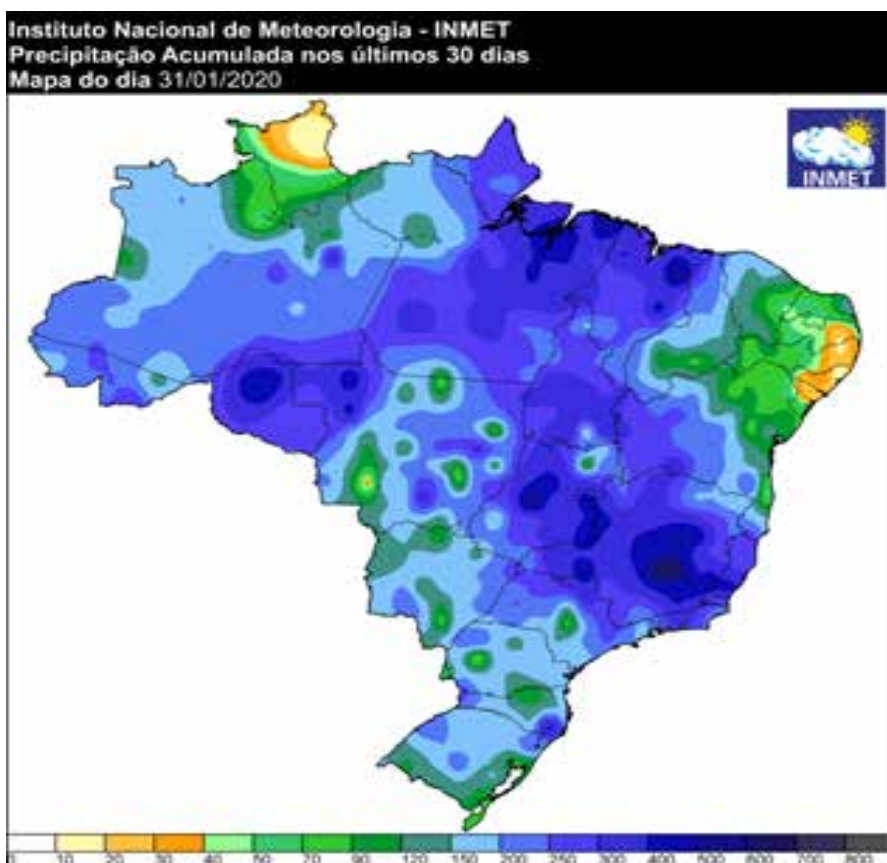 Instituto Nacional de Meteorologia - INMET
Precipitação Acumulada nos últimos 30 dias
Mapa do dia 31/01/2020
INMET
0 10 20 30 40 50 70 90 120 150 200 250 300 400 500 600 700 800